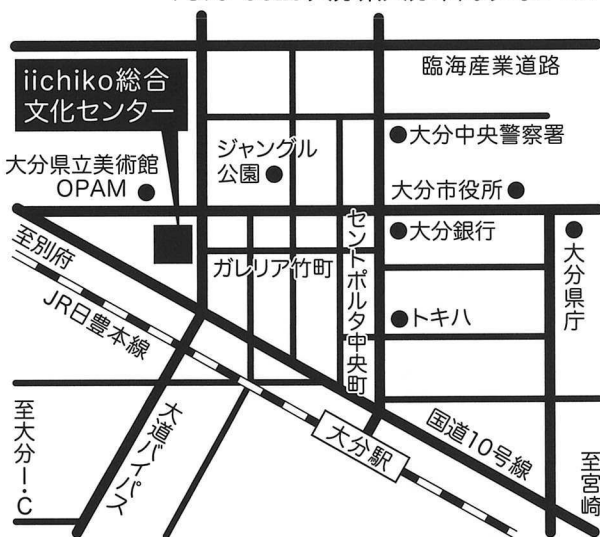 臨海産業道路
iichiko総合
文化センター
大分中央警察署
ジャングル
公園
大分県立美術館
OPAM
大分市役所
大分銀行
大分県庁
セントポルタ中央町
ガレリア竹町
至別府
JR日豊本線
トキハ
大道バイパス
至大分I・C
国道10号線
大分駅
至宮崎